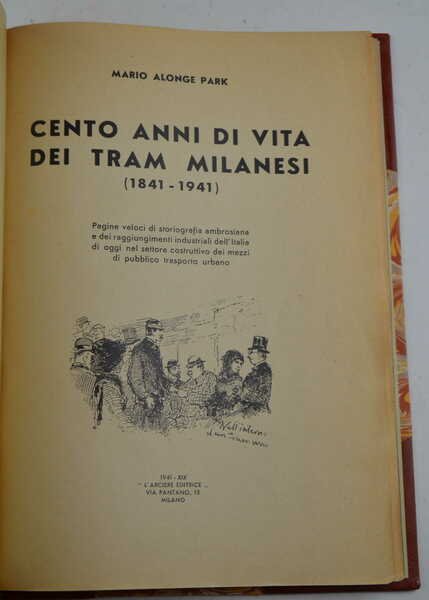 MARIO ALONGE PARK
CENTO ANNI DI VITA
DEI TRAM MILANESI
(1841 - 1941)
Pagine veloci di storiografia ambrosiana
e dei raggiungimenti industriali dell'Italia
di oggi nel settore costruttivo dei mezzi
di pubblico trasporto urbano
Nell'interno
1941 - XIX
" L'ARCIERE EDITRICE "
VIA PANTANO, 15
MILANO